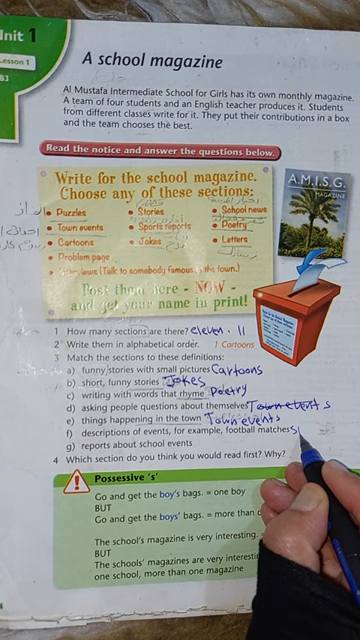 Unit 1
Lesson 1
A school magazine
Al Mustafa Intermediate School for Girls has its own monthly magazine.
A team of four students and an English teacher produces it. Students
from different classes write for it. They put their contributions in a box
and the team chooses the best.
Read the notice and answer the questions below.
Write for the school magazine.
Choose any of these sections:
• Puzzles • Stories • School news
• Town events • Sports reports • Poetry
• Cartoons • Jokes • Letters
• Problem page
• Interviews (Talk to somebody famous in the town.)
Post them here - NOW -
and get your name in print!
A.M.I.S.G.
MAGAZINE
1 How many sections are there? eleven. 11
2 Write them in alphabetical order. 1 Cartoons
3 Match the sections to these definitions:
a) funny stories with small pictures Cartoons
b) short, funny stories Jokes
c) writing with words that rhyme Poetry
d) asking people questions about themselves
e) things happening in the town Town events
f) descriptions of events, for example, football matches
g) reports about school events
4 Which section do you think you would read first? Why?
Possessive 's'
Go and get the boy's bags. = one boy
BUT
Go and get the boys' bags. = more than
The school's magazine is very interesting.
BUT
The schools' magazines are very
one school, more than one magazine